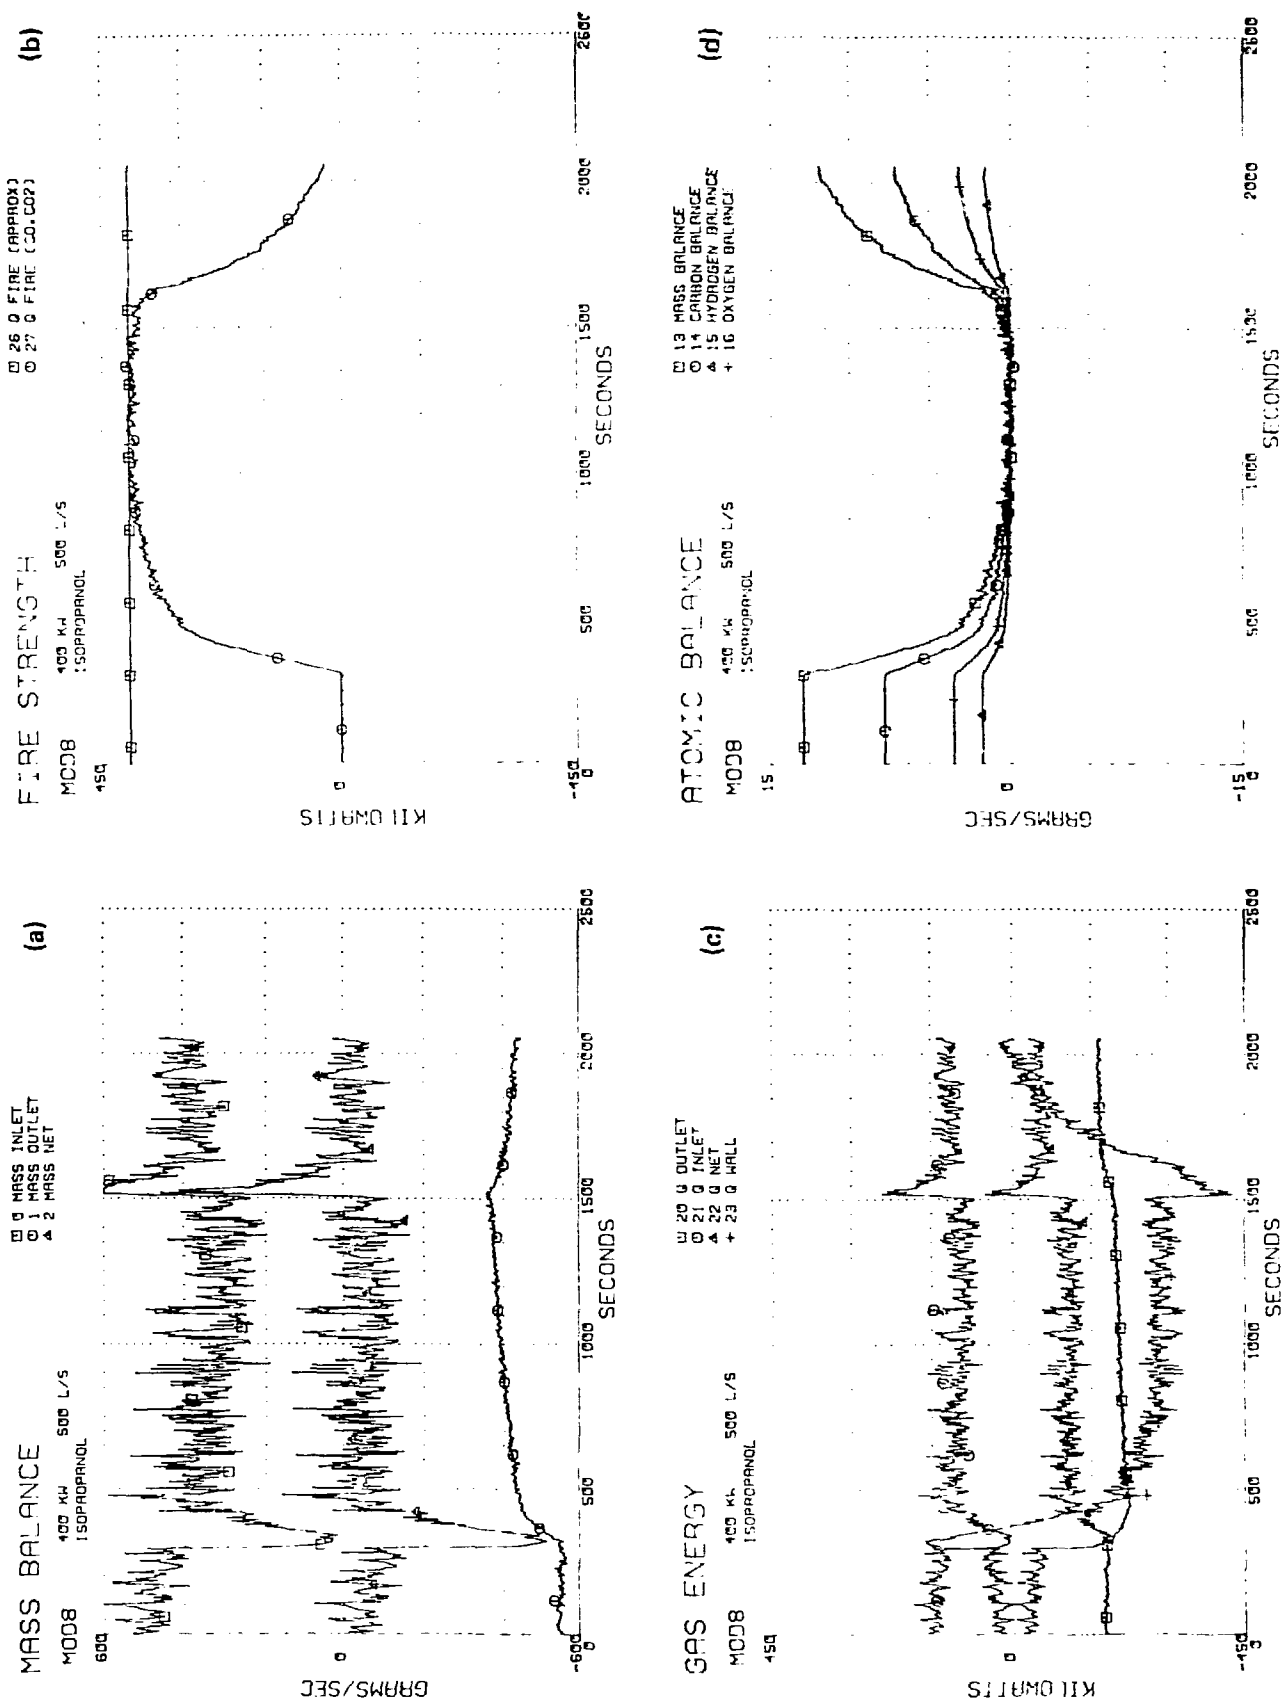 (a)
MASS BALANCE
MOD8
400 KW 500 L/S
ISOPROPANOL
0 MASS INLET
1 MASS OUTLET
2 MASS NET
600
0
-600
GRAMS/SEC
0
500
1000
1500
2000
2500
SECONDS
(b)
FIRE STRENGTH
MOD8
400 KW 500 L/S
ISOPROPANOL
26 Q FIRE (APPROX)
27 Q FIRE (CO,CO2)
450
0
-450
KILOWATTS
0
500
1000
1500
2000
2500
SECONDS
(c)
GAS ENERGY
MOD8
400 KW 500 L/S
ISOPROPANOL
20 Q OUTLET
21 Q INLET
22 Q NET
+ 23 Q WALL
450
0
-450
KILOWATTS
0
500
1000
1500
2000
2500
SECONDS
(d)
ATOMIC BALANCE
MOD8
400 KW 500 L/S
ISOPROPANOL
13 MASS BALANCE
14 CARBON BALANCE
15 HYDROGEN BALANCE
+ 16 OXYGEN BALANCE
15
0
-15
GRAMS/SEC
0
500
1000
1500
2000
2500
SECONDS